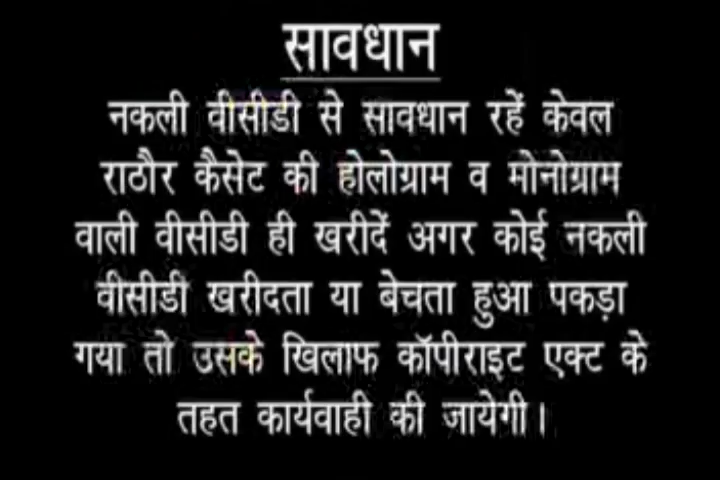 सावधान
नकली वीसीडी से सावधान रहें केवल
राठौर कैसेट की होलोग्राम व मोनोग्राम
वाली वीसीडी ही खरीदें अगर कोई नकली
वीसीडी खरीदता या बेचता हुआ पकड़ा
गया तो उसके खिलाफ कॉपीराइट एक्ट के
तहत कार्यवाही की जायेगी।